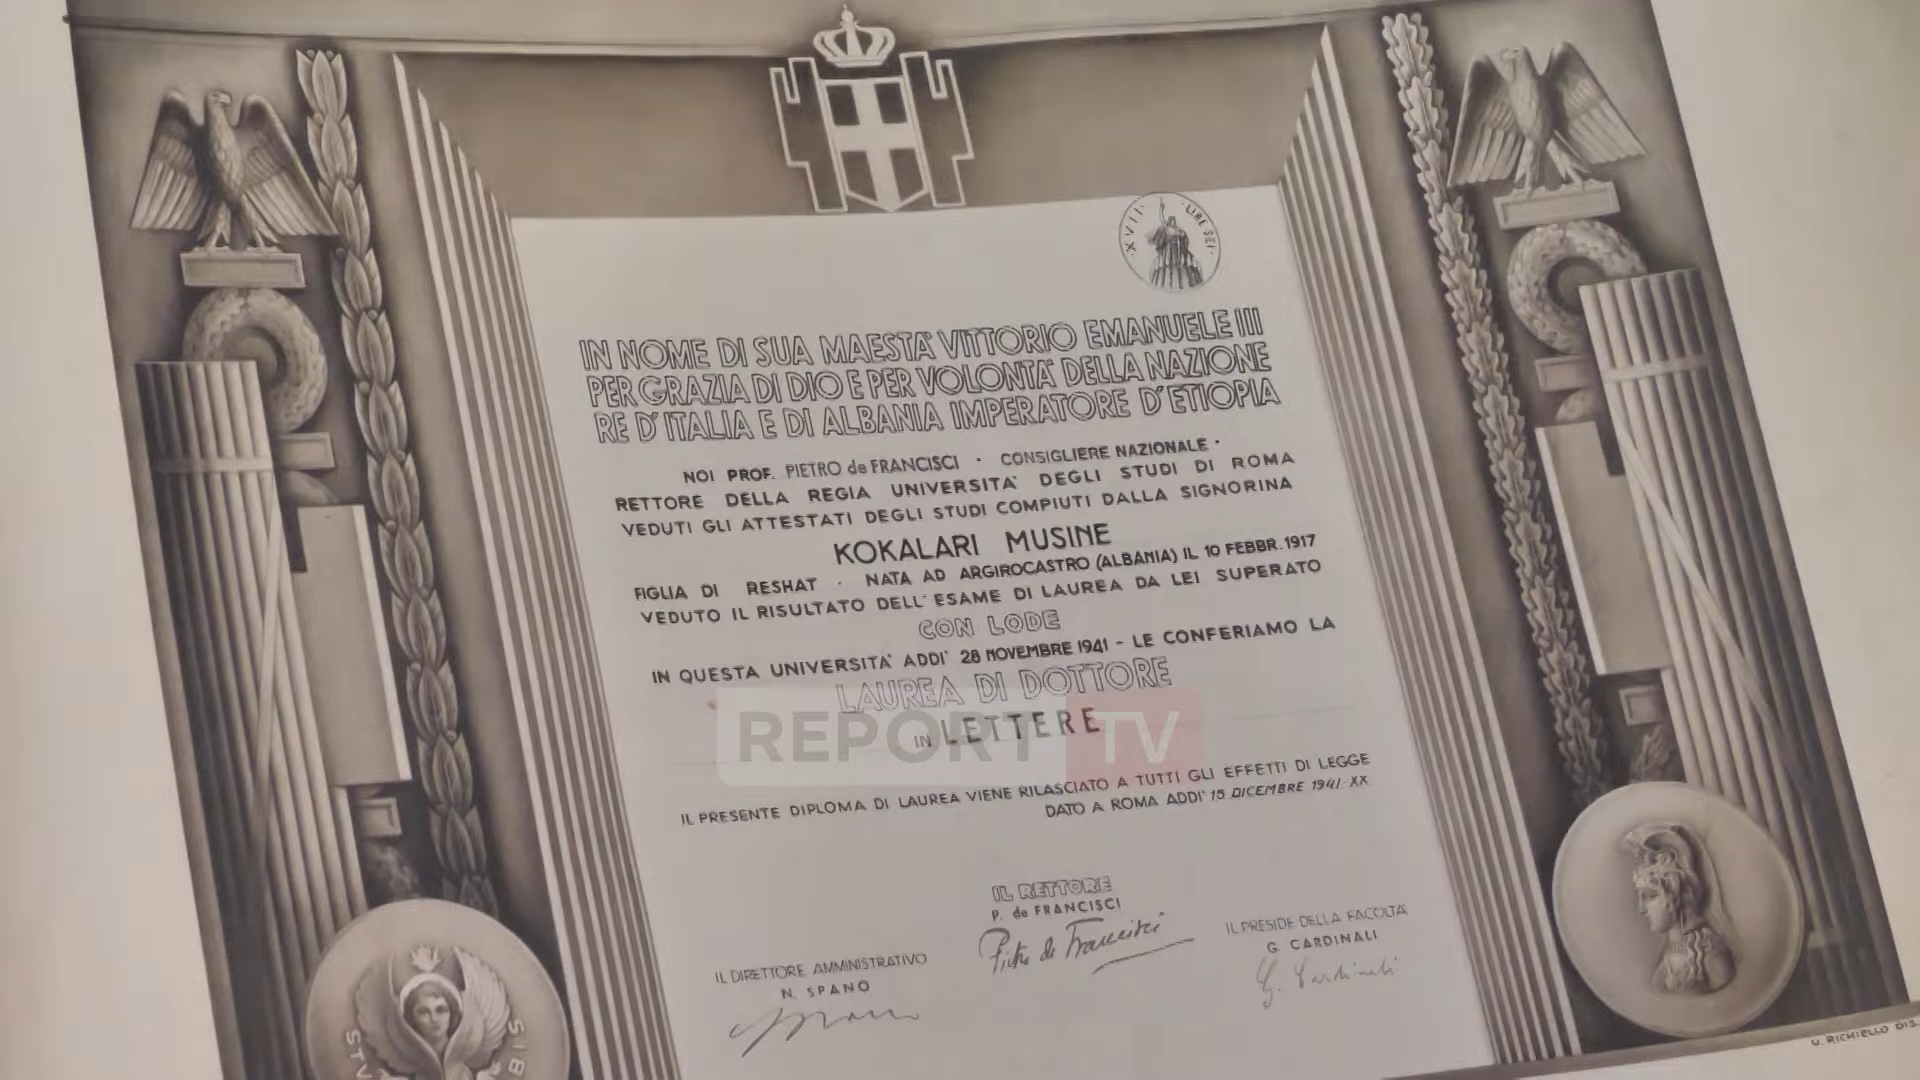 XVII · LIRE SEI ·
IN NOME DI SUA MAESTA' VITTORIO EMANUELE III
PER GRAZIA DI DIO E PER VOLONTA' DELLA NAZIONE
RE D'ITALIA E DI ALBANIA IMPERATORE D'ETIOPIA
NOI PROF. PIETRO de FRANCISCI · CONSIGLIERE NAZIONALE ·
RETTORE DELLA REGIA UNIVERSITA' DEGLI STUDI DI ROMA
VEDUTI GLI ATTESTATI DEGLI STUDI COMPIUTI DALLA SIGNORINA
KOKALARI MUSINE
FIGLIA DI RESHAT · NATA AD ARGIROCASTRO (ALBANIA) IL 10 FEBBR. 1917
VEDUTO IL RISULTATO DELL'ESAME DI LAUREA DA LEI SUPERATO
CON LODE
IN QUESTA UNIVERSITA' ADDI' 28 NOVEMBRE 1941 - LE CONFERIAMO LA
LAUREA DI DOTTORE
IN LETTERE
REPORT TV
IL PRESENTE DIPLOMA DI LAUREA VIENE RILASCIATO A TUTTI GLI EFFETTI DI LEGGE
DATO A ROMA ADDI' 15 DICEMBRE 1941-XX
IL RETTORE
P. de FRANCISCI
Pietro de Francisci
IL DIRETTORE AMMINISTRATIVO
N. SPANO
IL PRESIDE DELLA FACOLTA'
G. CARDINALI
G. Cardinali
V. RICHIELLO DIS.